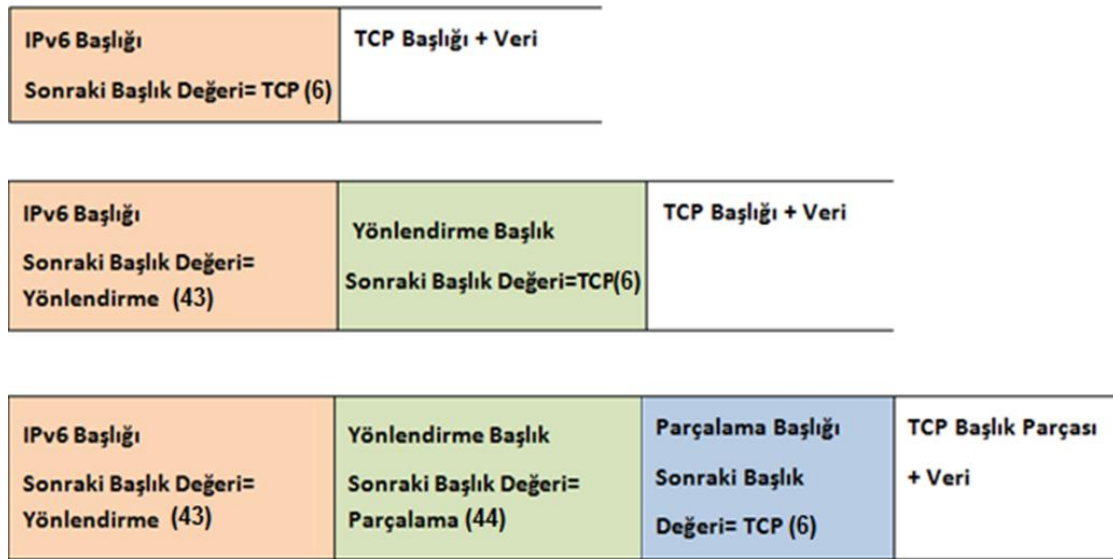 IPv6 Başlığı
Sonraki Başlık Değeri= TCP (6)
TCP Başlığı + Veri
IPv6 Başlığı
Sonraki Başlık Değeri=
Yönlendirme (43)
Yönlendirme Başlık
Sonraki Başlık Değeri=TCP(6)
TCP Başlığı + Veri
IPv6 Başlığı
Sonraki Başlık Değeri=
Yönlendirme (43)
Yönlendirme Başlık
Sonraki Başlık Değeri=
Parçalama (44)
Parçalama Başlığı
Sonraki Başlık
Değeri= TCP (6)
TCP Başlık Parçası
+ Veri